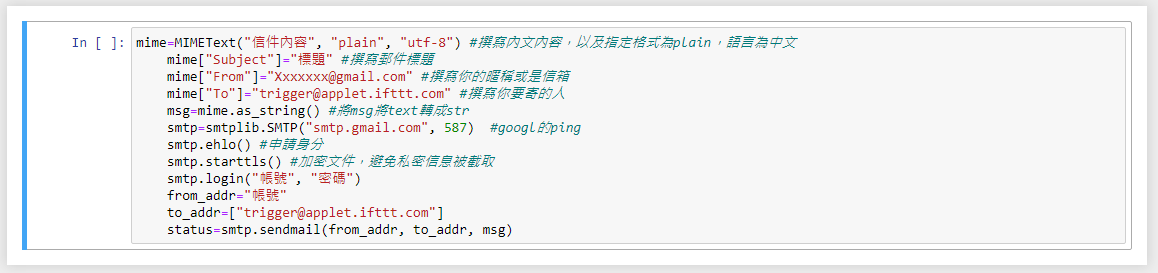 In [ ]: mime=MIMEText("信件內容", "plain", "utf-8") #撰寫內文內容，以及指定格式為plain，語言為中文
mime["Subject"]="標題" #撰寫郵件標題
mime["From"]="Xxxxxxx@gmail.com" #撰寫你的暱稱或是信箱
mime["To"]="trigger@applet.ifttt.com" #撰寫你要寄的人
msg=mime.as_string() #將msg將text轉成str
smtp=smtplib.SMTP("smtp.gmail.com", 587)  #googl的ping
smtp.ehlo() #申請身分
smtp.starttls() #加密文件，避免私密信息被截取
smtp.login("帳號", "密碼")
from_addr="帳號"
to_addr=["trigger@applet.ifttt.com"]
status=smtp.sendmail(from_addr, to_addr, msg)